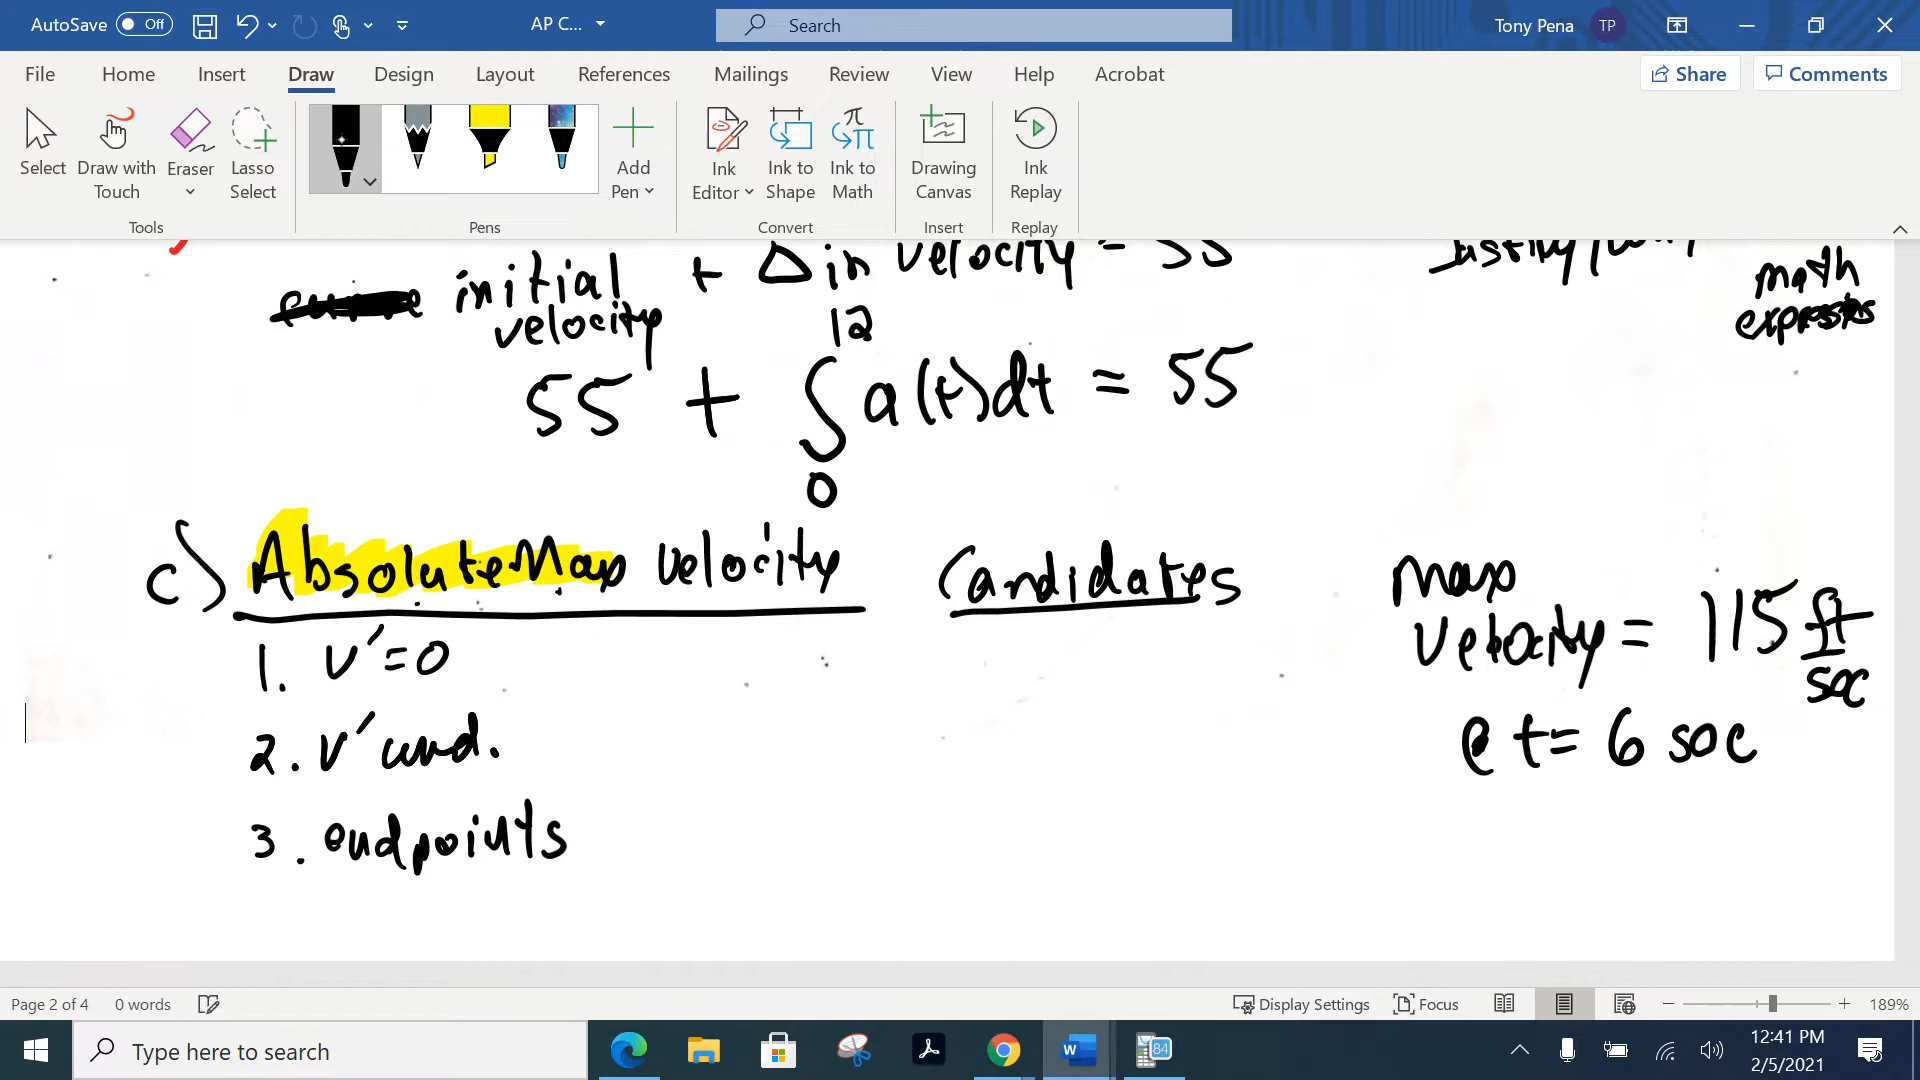 AutoSave Off AP C... Search Tony Pena TP
File Home Insert Draw Design Layout References Mailings Review View Help Acrobat Share Comments
Select Draw with Touch Eraser Lasso Select Add Pen Ink Editor Ink to Shape Ink to Math Drawing Canvas Ink Replay
Tools Pens Convert Insert Replay
initial velocity + Δ in velocity = 55
math
55 + ∫₀¹² a(t)dt = 55
c) Absolute Max velocity Candidates max velocity = 115 ft/sec
1. v'=0
@ t = 6 sec
2. v' und.
3. endpoints
Page 2 of 4 0 words Display Settings Focus 189%
Type here to search 84 12:41 PM
2/5/2021